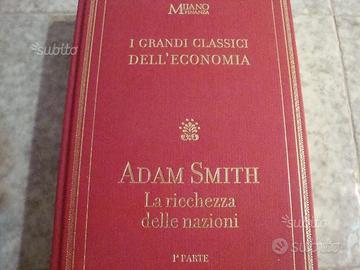 MILANO
FINANZA
subito
I GRANDI CLASSICI
DELL'ECONOMIA
ADAM SMITH
La ricchezza
delle nazioni
1ª PARTE
subito